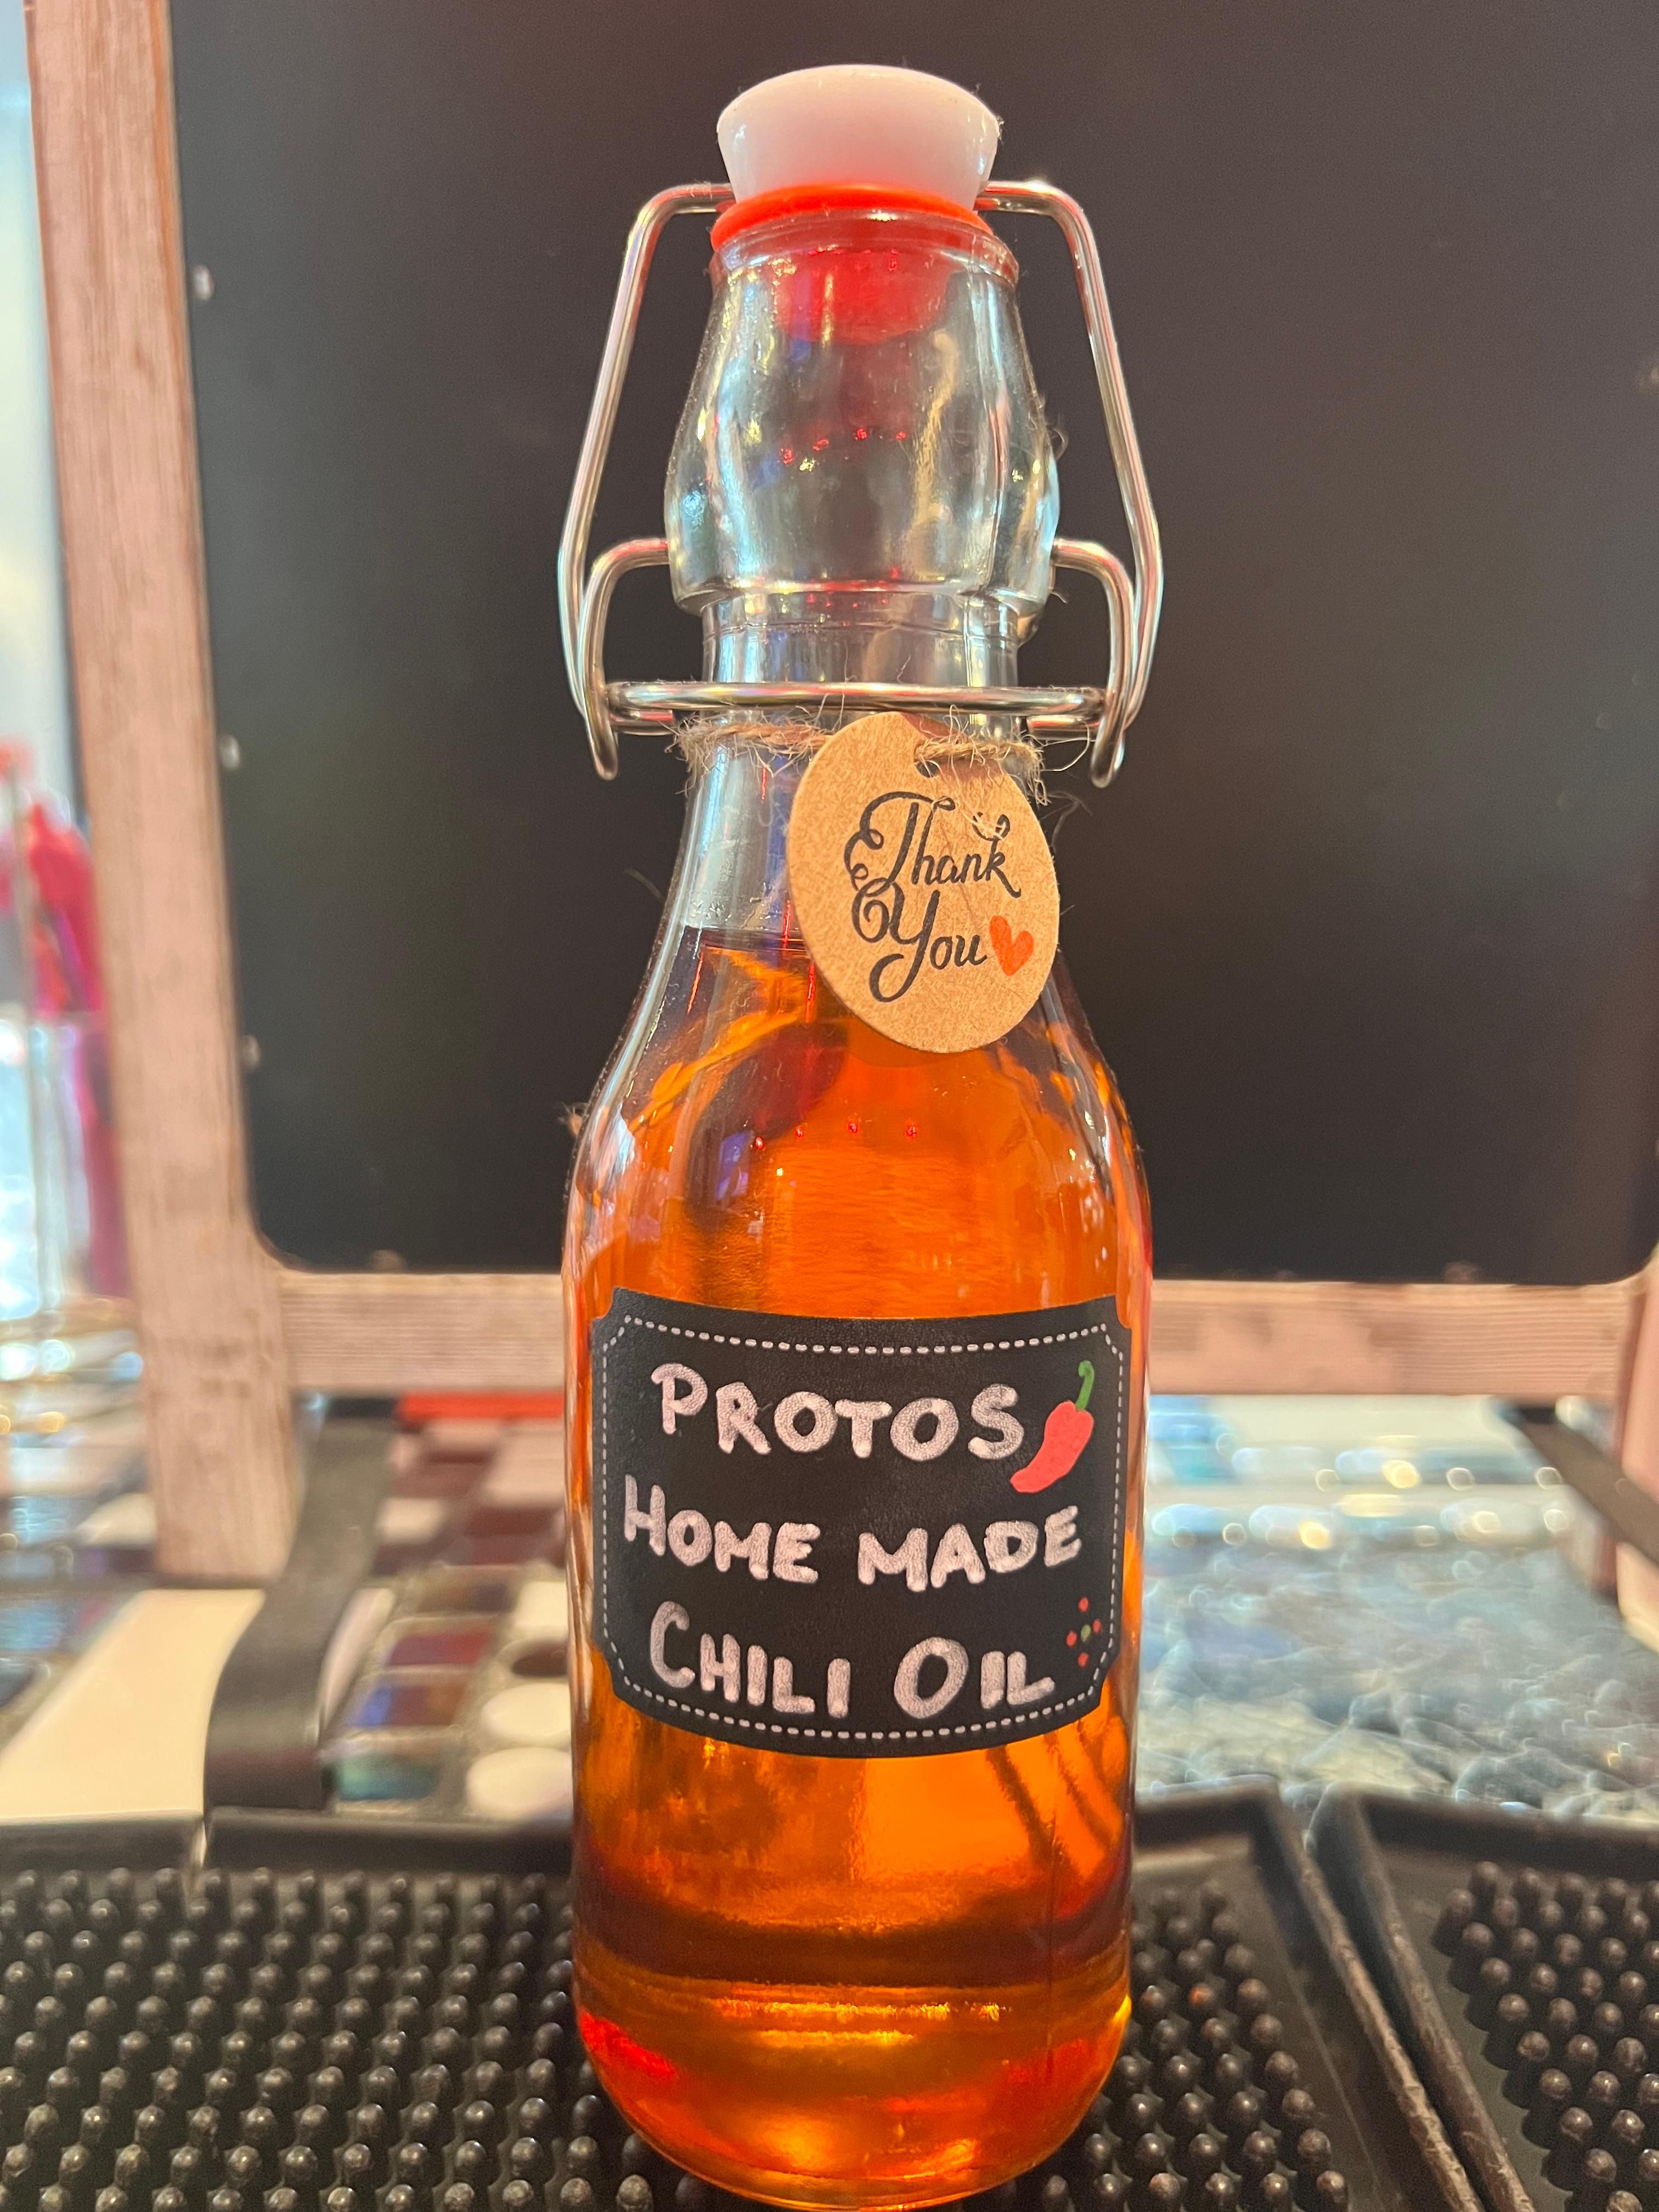 Thank
You
PROTOS
HOME MADE
CHILI OIL